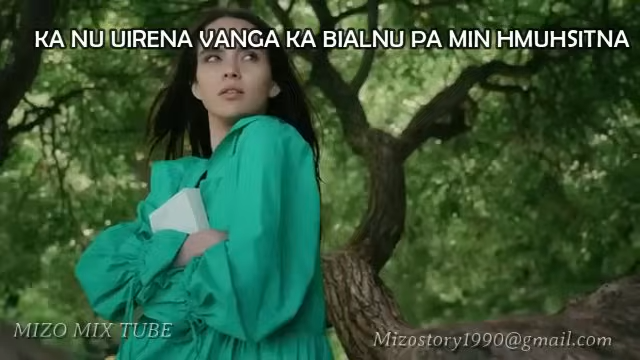 KA NU UIRENA VANGA KA BIALNU PA MIN HMUHSITNA
MIZO MIX TUBE
Mizostory1990@gmail.com